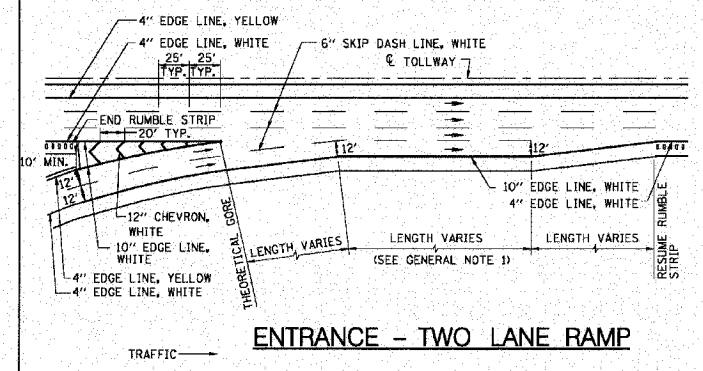 4" EDGE LINE, YELLOW
4" EDGE LINE, WHITE
6" SKIP DASH LINE, WHITE
25' 25'
TYP. TYP.
℄ TOLLWAY
END RUMBLE STRIP
20' TYP.
10' MIN.
12'
12'
12'
12'
10" EDGE LINE, WHITE
4" EDGE LINE, WHITE
12" CHEVRON,
WHITE
10" EDGE LINE,
WHITE
4" EDGE LINE, YELLOW
4" EDGE LINE, WHITE
THEORETICAL GORE
LENGTH VARIES
LENGTH VARIES
(SEE GENERAL NOTE 1)
LENGTH VARIES
RESUME RUMBLE
STRIP
ENTRANCE - TWO LANE RAMP
TRAFFIC